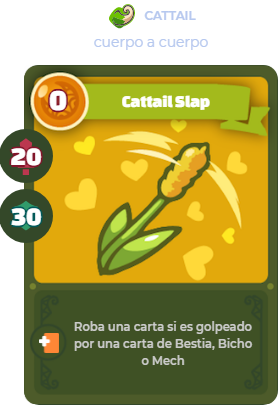 CATTAIL
cuerpo a cuerpo
0
Cattail Slap
20
30
Roba una carta si es golpeado
por una carta de Bestia, Bicho
o Mech